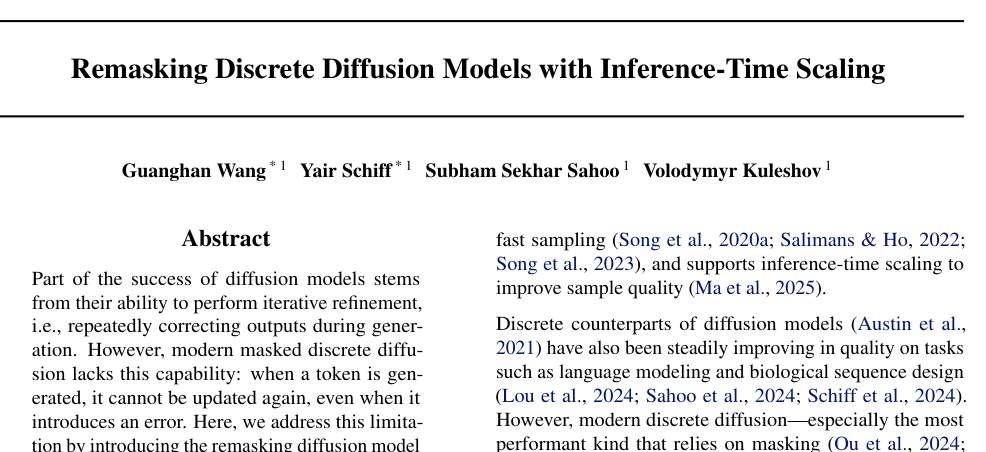 Remasking Discrete Diffusion Models with Inference-Time Scaling
Guanghan Wang * 1 Yair Schiff * 1 Subham Sekhar Sahoo 1 Volodymyr Kuleshov 1
Abstract
Part of the success of diffusion models stems
from their ability to perform iterative refinement,
i.e., repeatedly correcting outputs during gener-
ation. However, modern masked discrete diffu-
sion lacks this capability: when a token is gen-
erated, it cannot be updated again, even when it
introduces an error. Here, we address this limita-
tion by introducing the remasking diffusion model
fast sampling (Song et al., 2020a; Salimans & Ho, 2022;
Song et al., 2023), and supports inference-time scaling to
improve sample quality (Ma et al., 2025).
Discrete counterparts of diffusion models (Austin et al.,
2021) have also been steadily improving in quality on tasks
such as language modeling and biological sequence design
(Lou et al., 2024; Sahoo et al., 2024; Schiff et al., 2024).
However, modern discrete diffusion—especially the most
performant kind that relies on masking (Ou et al., 2024;